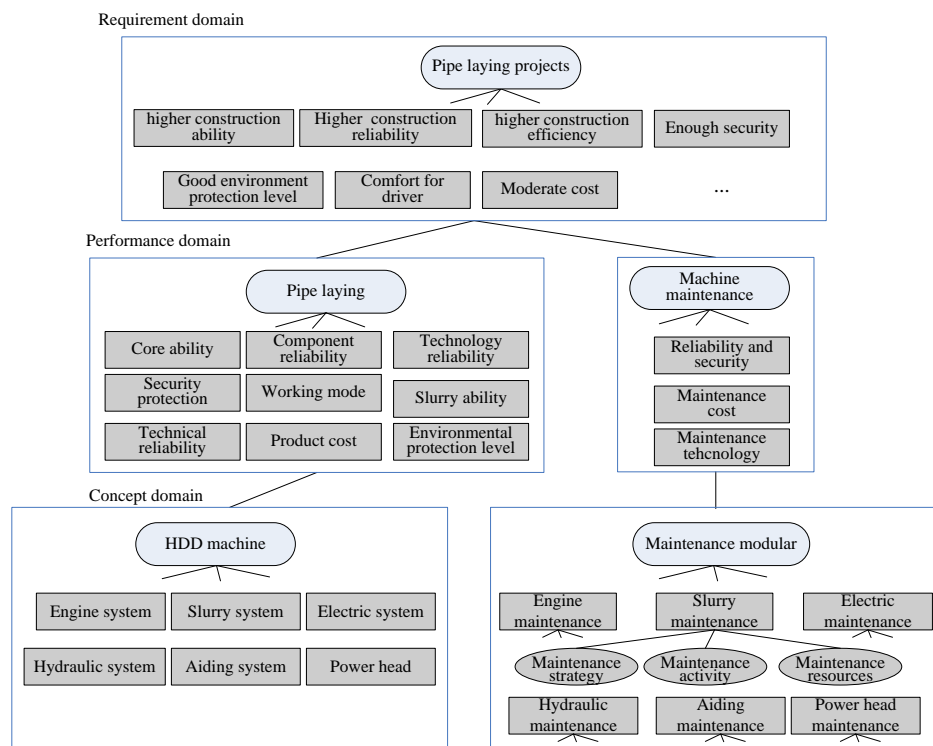 Requirement domain
Pipe laying projects
higher construction
ability
Higher  construction
reliability
higher construction
efficiency
Enough security
Good environment
protection level
Comfort for
driver
Moderate cost
...
Performance domain
Pipe laying
Core ability
Component
reliability
Technology
reliability
Security
protection
Working mode
Slurry ability
Technical
reliability
Product cost
Environmental
protection level
Machine
maintenance
Reliability and
security
Maintenance
cost
Maintenance
tehcnology
Concept domain
HDD machine
Engine system
Slurry system
Electric system
Hydraulic system
Aiding system
Power head
Maintenance modular
Engine
maintenance
Slurry
maintenance
Electric
maintenance
Maintenance
strategy
Maintenance
activity
Maintenance
resources
Hydraulic
maintenance
Aiding
maintenance
Power head
maintenance